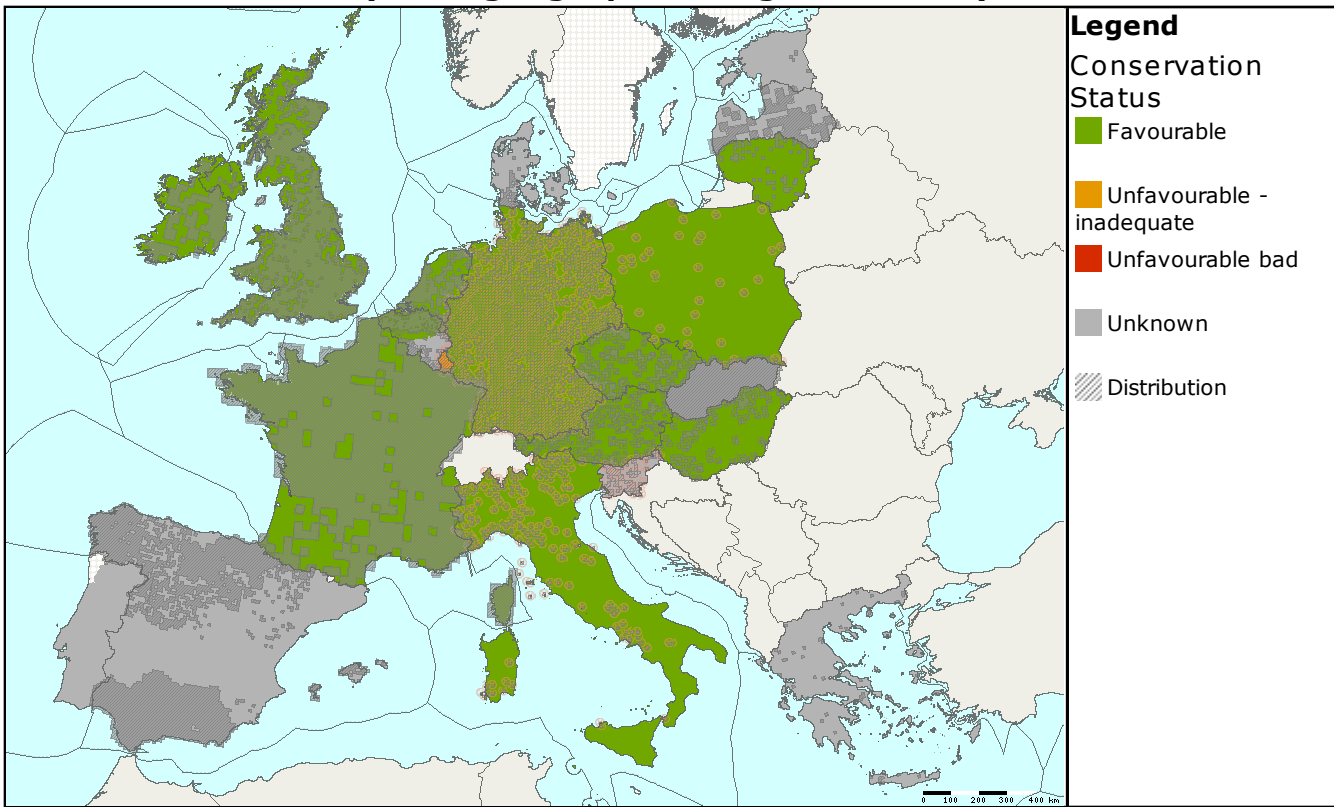 Legend
Conservation
Status
Favourable
Unfavourable -
inadequate
Unfavourable bad
Unknown
Distribution
0 100 200 300 400 km